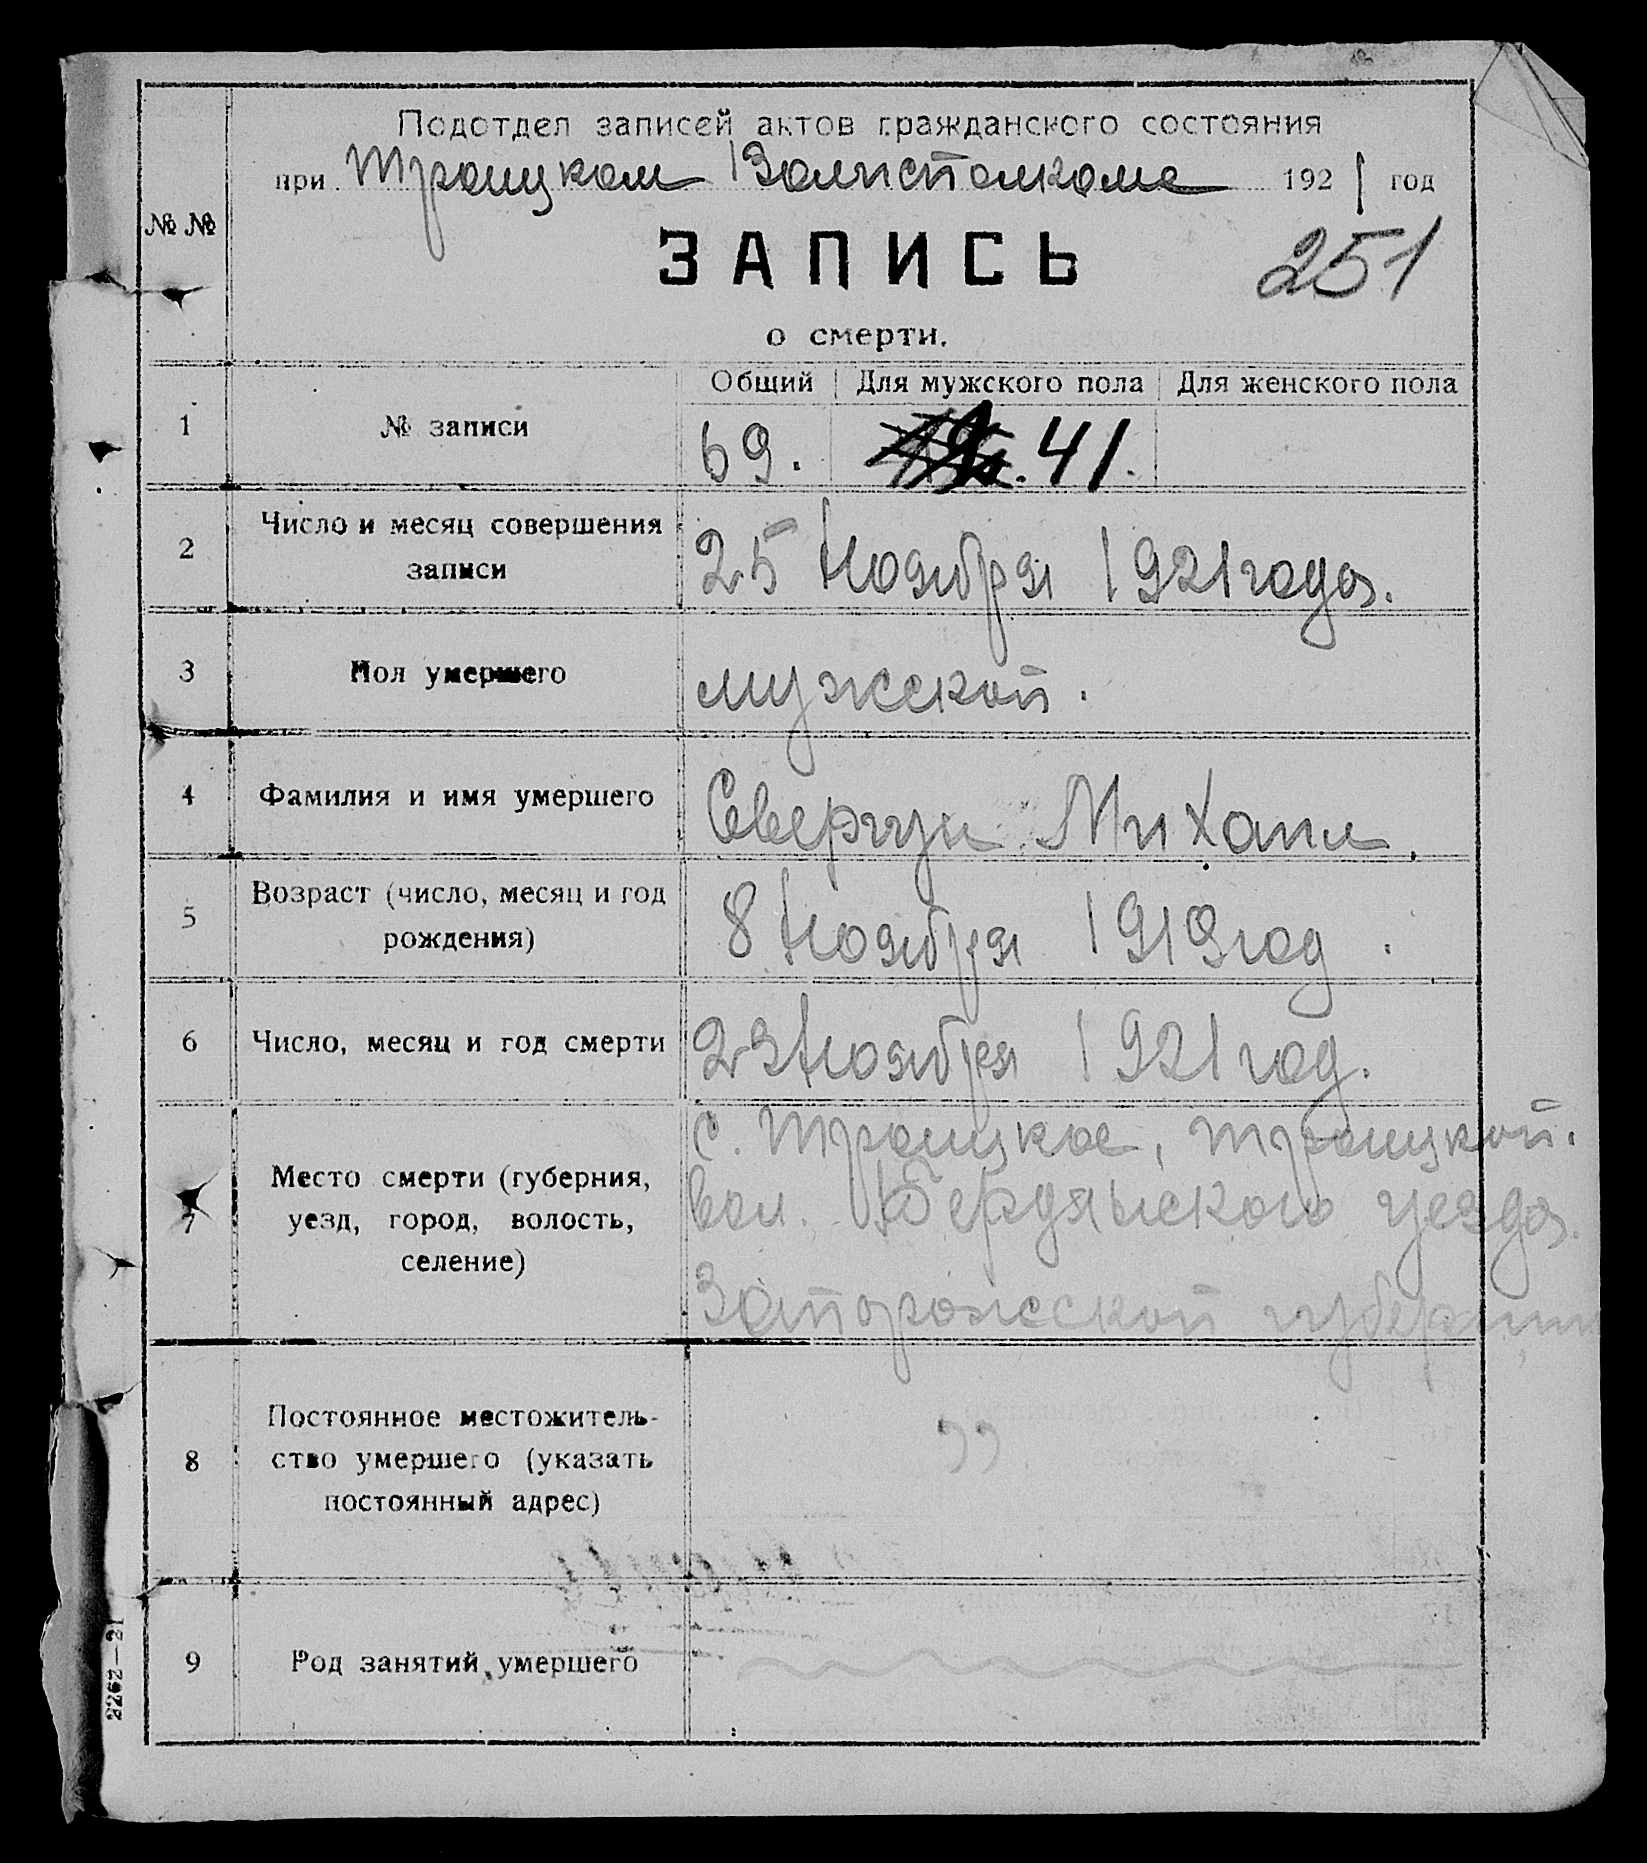 Подотдел записей актов гражданского состояния
при Троицком Волисполкоме 1921 год
№ №
ЗАПИСЬ
251
о смерти.
Общий Для мужского пола Для женского пола
1 № записи 69. 41.
2 Число и месяц совершения
записи
25 Ноября 1921 года.
3 Пол умершего мужской.
4 Фамилия и имя умершего Свергун Михаил.
5 Возраст (число, месяц и год
рождения)
8 Ноября 1919 год.
6 Число, месяц и год смерти 23 Ноября 1921 год.
7 Место смерти (губерния,
уезд, город, волость,
селение)
с. Троицкое, Троицкой.
вол. Бердянского уезда.
Запорожской губернии
8 Постоянное местожитель-
ство умершего (указать
постоянный адрес)
"
9 Род занятий умершего
2262—21